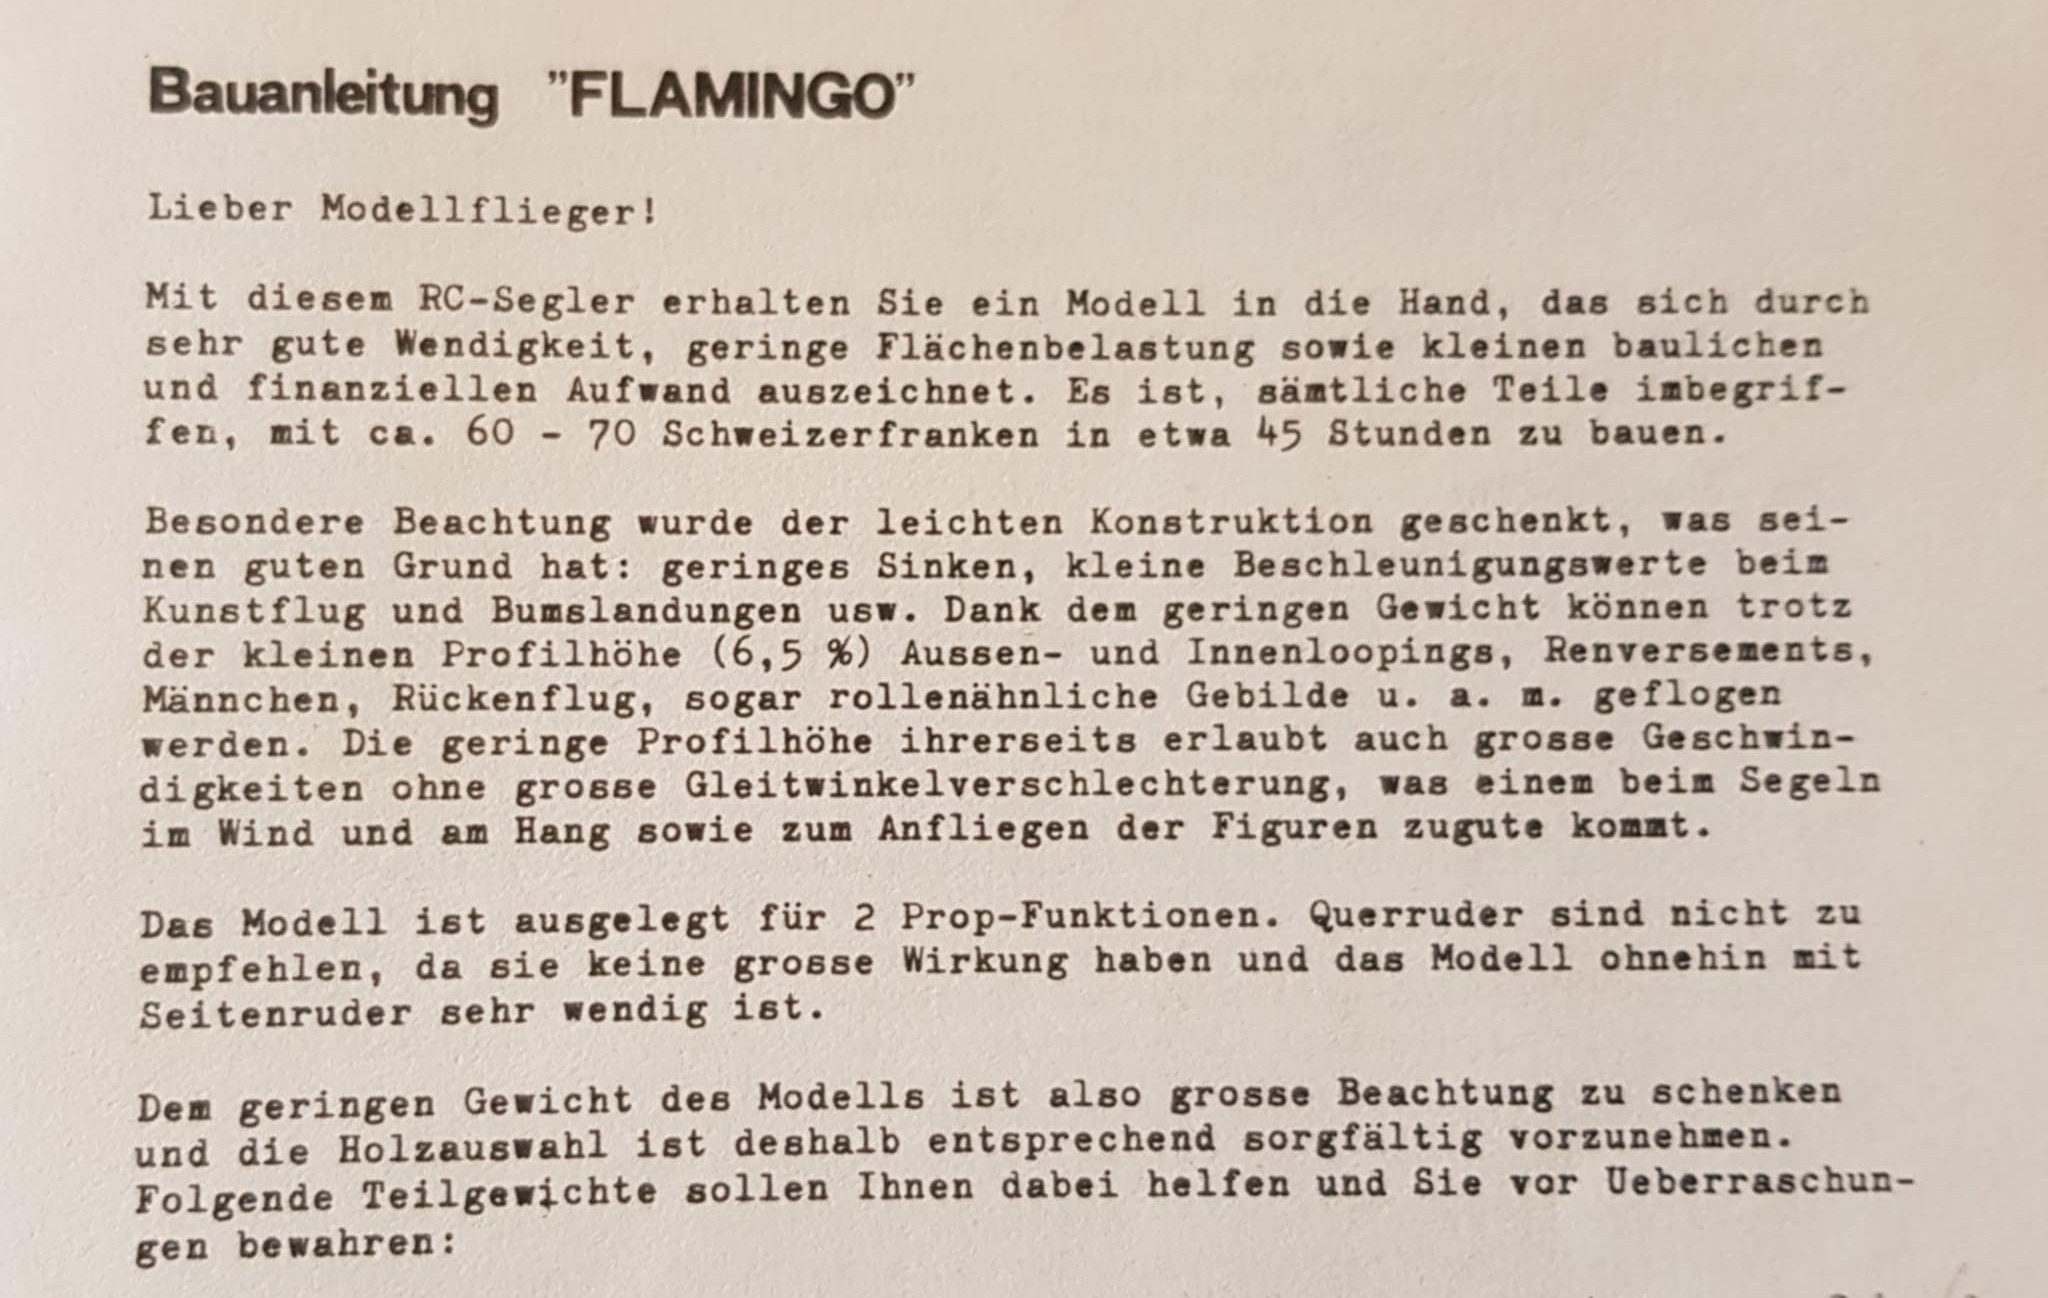 Bauanleitung "FLAMINGO"
Lieber Modellflieger!
Mit diesem RC-Segler erhalten Sie ein Modell in die Hand, das sich durch
sehr gute Wendigkeit, geringe Flächenbelastung sowie kleinen baulichen
und finanziellen Aufwand auszeichnet. Es ist, sämtliche Teile imbegrif-
fen, mit ca. 60 - 70 Schweizerfranken in etwa 45 Stunden zu bauen.
Besondere Beachtung wurde der leichten Konstruktion geschenkt, was sei-
nen guten Grund hat: geringes Sinken, kleine Beschleunigungswerte beim
Kunstflug und Bumslandungen usw. Dank dem geringen Gewicht können trotz
der kleinen Profilhöhe (6,5 %) Aussen- und Innenloopings, Renversements,
Männchen, Rückenflug, sogar rollenähnliche Gebilde u. a. m. geflogen
werden. Die geringe Profilhöhe ihrerseits erlaubt auch grosse Geschwin-
digkeiten ohne grosse Gleitwinkelverschlechterung, was einem beim Segeln
im Wind und am Hang sowie zum Anfliegen der Figuren zugute kommt.
Das Modell ist ausgelegt für 2 Prop-Funktionen. Querruder sind nicht zu
empfehlen, da sie keine grosse Wirkung haben und das Modell ohnehin mit
Seitenruder sehr wendig ist.
Dem geringen Gewicht des Modells ist also grosse Beachtung zu schenken
und die Holzauswahl ist deshalb entsprechend sorgfältig vorzunehmen.
Folgende Teilgewichte sollen Ihnen dabei helfen und Sie vor Ueberraschun-
gen bewahren: